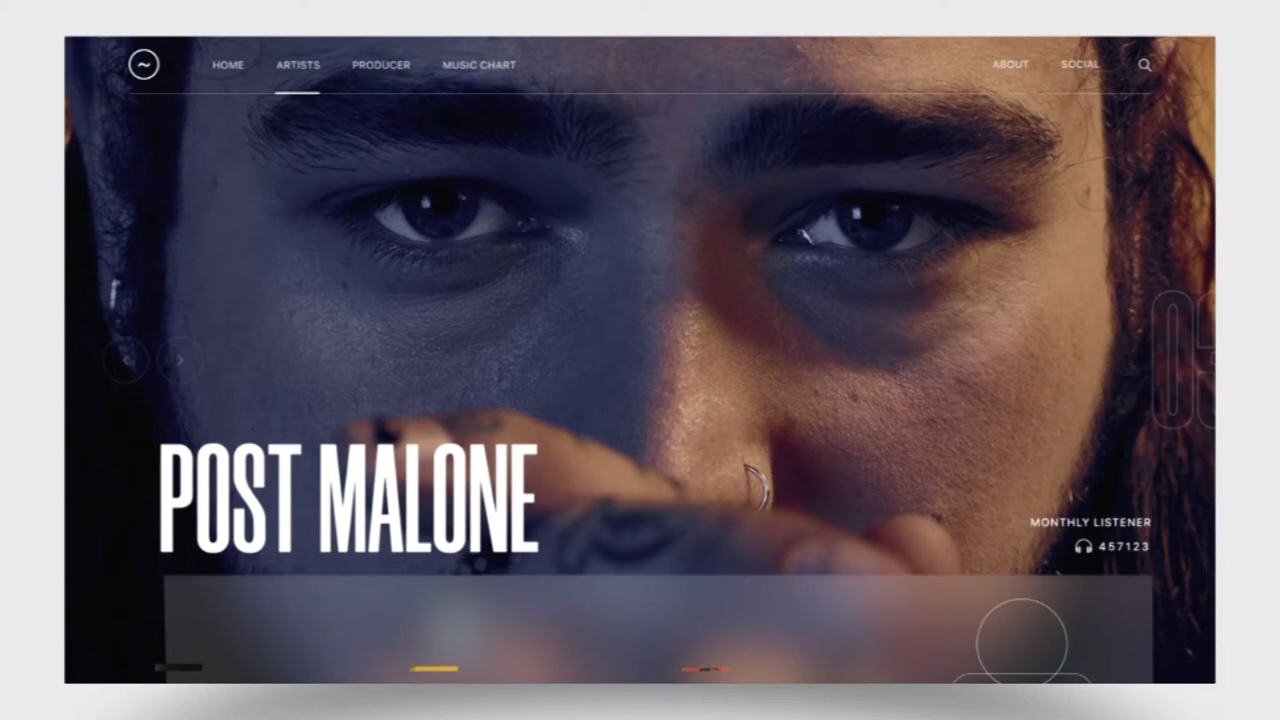 ~
HOME ARTISTS PRODUCER MUSIC CHART ABOUT SOCIAL
POST MALONE
MONTHLY LISTENER
457123